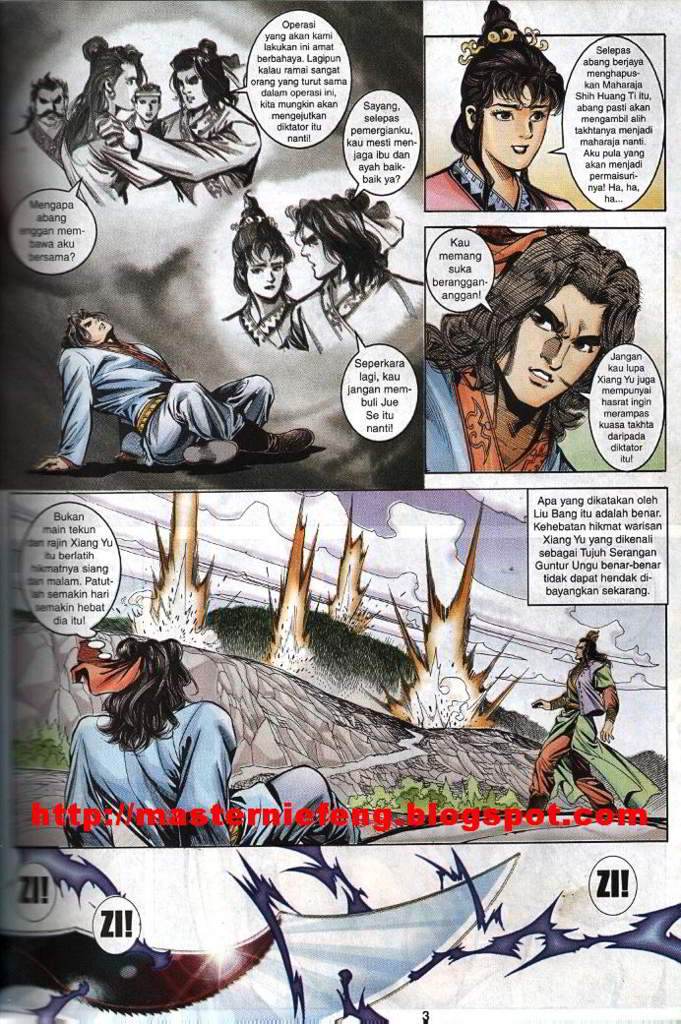 Operasi
yang akan kami
lakukan ini amat
berbahaya. Lagipun
kalau ramai sangat
orang yang turut sama
dalam operasi ini,
kita mungkin akan
mengejutkan
diktator itu
nanti!
Mengapa
abang
enggan mem-
bawa aku
bersama?
Sayang,
selepas
pemergianku,
kau mesti men-
jaga ibu dan
ayah baik-
baik ya?
Seperkara
lagi, kau
jangan mem-
buli Jue
Se itu
nanti!
Selepas
abang berjaya
menghapus-
kan Maharaja
Shih Huang Ti itu,
abang pasti akan
mengambil alih
takhtanya menjadi
maharaja nanti.
Aku pula yang
akan menjadi
permaisuri-
nya! Ha, ha,
ha...
Kau
memang
suka
beranggan-
anggan!
Jangan
kau lupa
Xiang Yu juga
mempunyai
hasrat ingin
merampas
kuasa takhta
daripada
diktator
itu!
Bukan
main tekun
dan rajin Xiang Yu
itu berlatih
hikmatnya siang
dan malam. Patut-
lah semakin hari
semakin hebat
dia itu!
Apa yang dikatakan oleh
Liu Bang itu adalah benar.
Kehebatan hikmat warisan
Xiang Yu yang dikenali
sebagai Tujuh Serangan
Guntur Ungu benar-benar
tidak dapat hendak di-
bayangkan sekarang.
http://masterniefeng.blogspot.com
ZI!
ZI!
ZI!
3